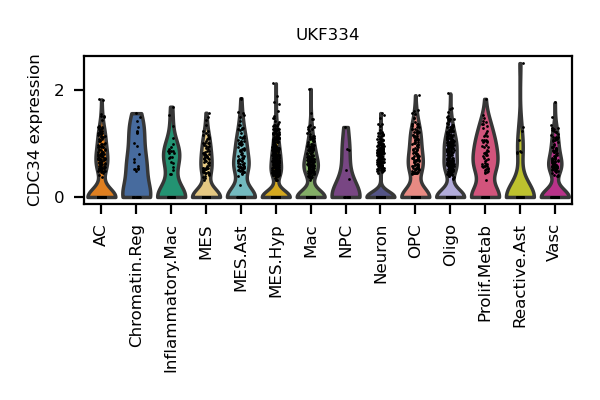 UKF334
CDC34 expression
2
0
AC
Chromatin.Reg
Inflammatory.Mac
MES
MES.Ast
MES.Hyp
Mac
NPC
Neuron
OPC
Oligo
Prolif.Metab
Reactive.Ast
Vasc